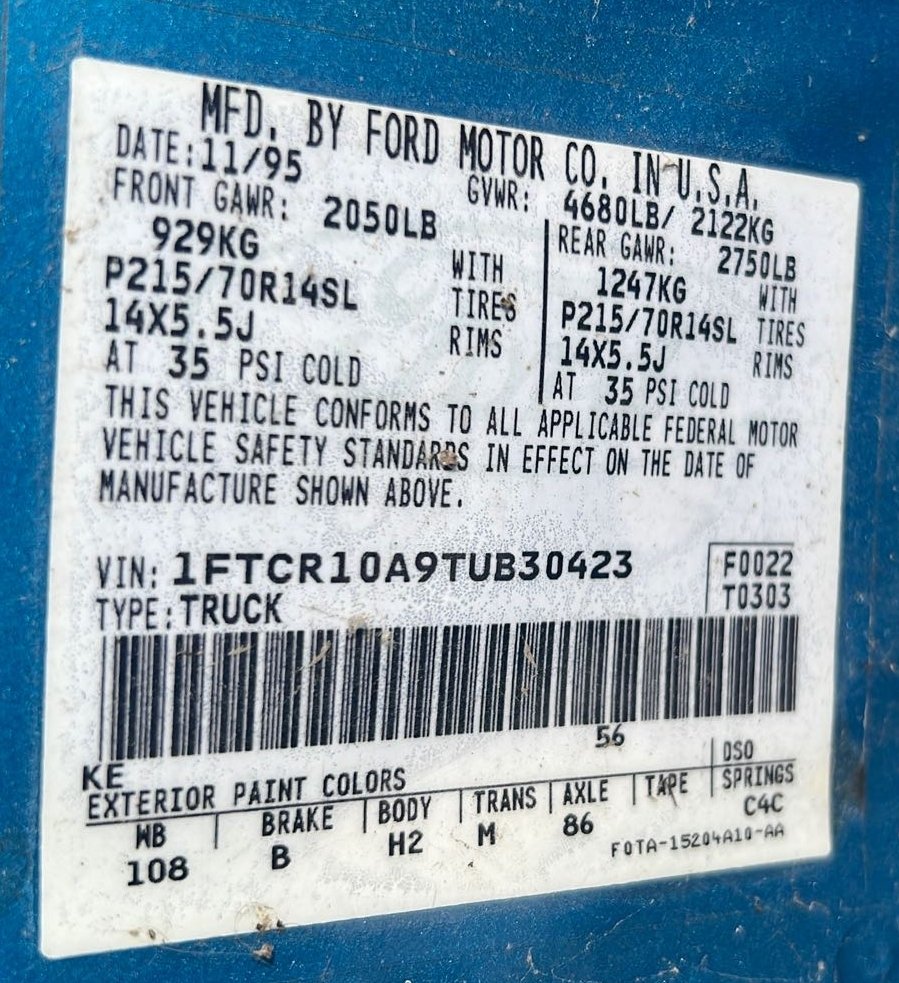 MFD. BY FORD MOTOR CO. IN U.S.A.
DATE: 11/95 GVWR: 4680LB/ 2122KG
FRONT GAWR: 2050LB REAR GAWR: 2750LB
929KG WITH 1247KG WITH
P215/70R14SL TIRES P215/70R14SL TIRES
14X5.5J RIMS 14X5.5J RIMS
AT 35 PSI COLD AT 35 PSI COLD
THIS VEHICLE CONFORMS TO ALL APPLICABLE FEDERAL MOTOR
VEHICLE SAFETY STANDARDS IN EFFECT ON THE DATE OF
MANUFACTURE SHOWN ABOVE.
VIN: 1FTCR10A9TUB30423 F0022
TYPE: TRUCK T0303
56
KE DSO
EXTERIOR PAINT COLORS
WB BRAKE BODY TRANS AXLE TAPE SPRINGS
108 B H2 M 86 C4C
F0TA-15204A10-AA